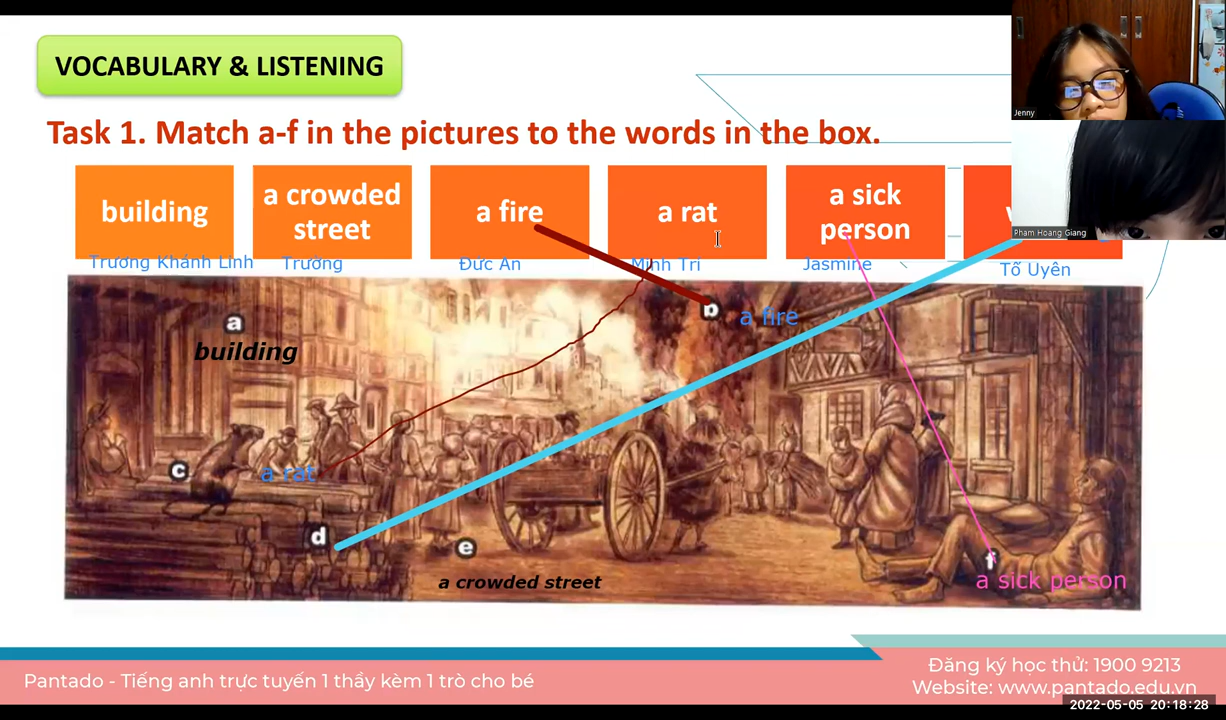 VOCABULARY & LISTENING
Jenny
Task 1. Match a-f in the pictures to the words in the box.
building
a crowded
street
a fire
a rat
a sick
person
Pham Hoang Giang
Trương Khánh Linh
Trường
Đức An
Minh Trí
Jasmine
Tố Uyên
a
building
b
a fire
c
a rat
d
e
a crowded street
f
a sick person
Pantado - Tiếng anh trực tuyến 1 thầy kèm 1 trò cho bé
Đăng ký học thử: 1900 9213
Website: www.pantado.edu.vn
2022-05-05 20:18:28